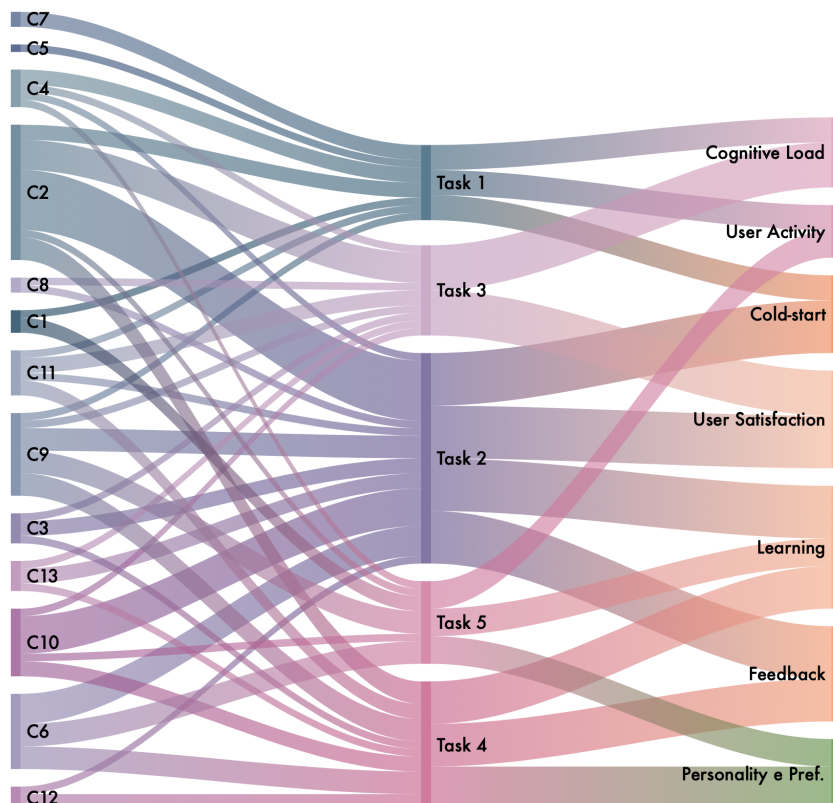 C7
C5
C4
C2
C8
C1
C11
C9
C3
C13
C10
C6
C12
Task 1
Task 3
Task 2
Task 5
Task 4
Cognitive Load
User Activity
Cold-start
User Satisfaction
Learning
Feedback
Personality e Pref.